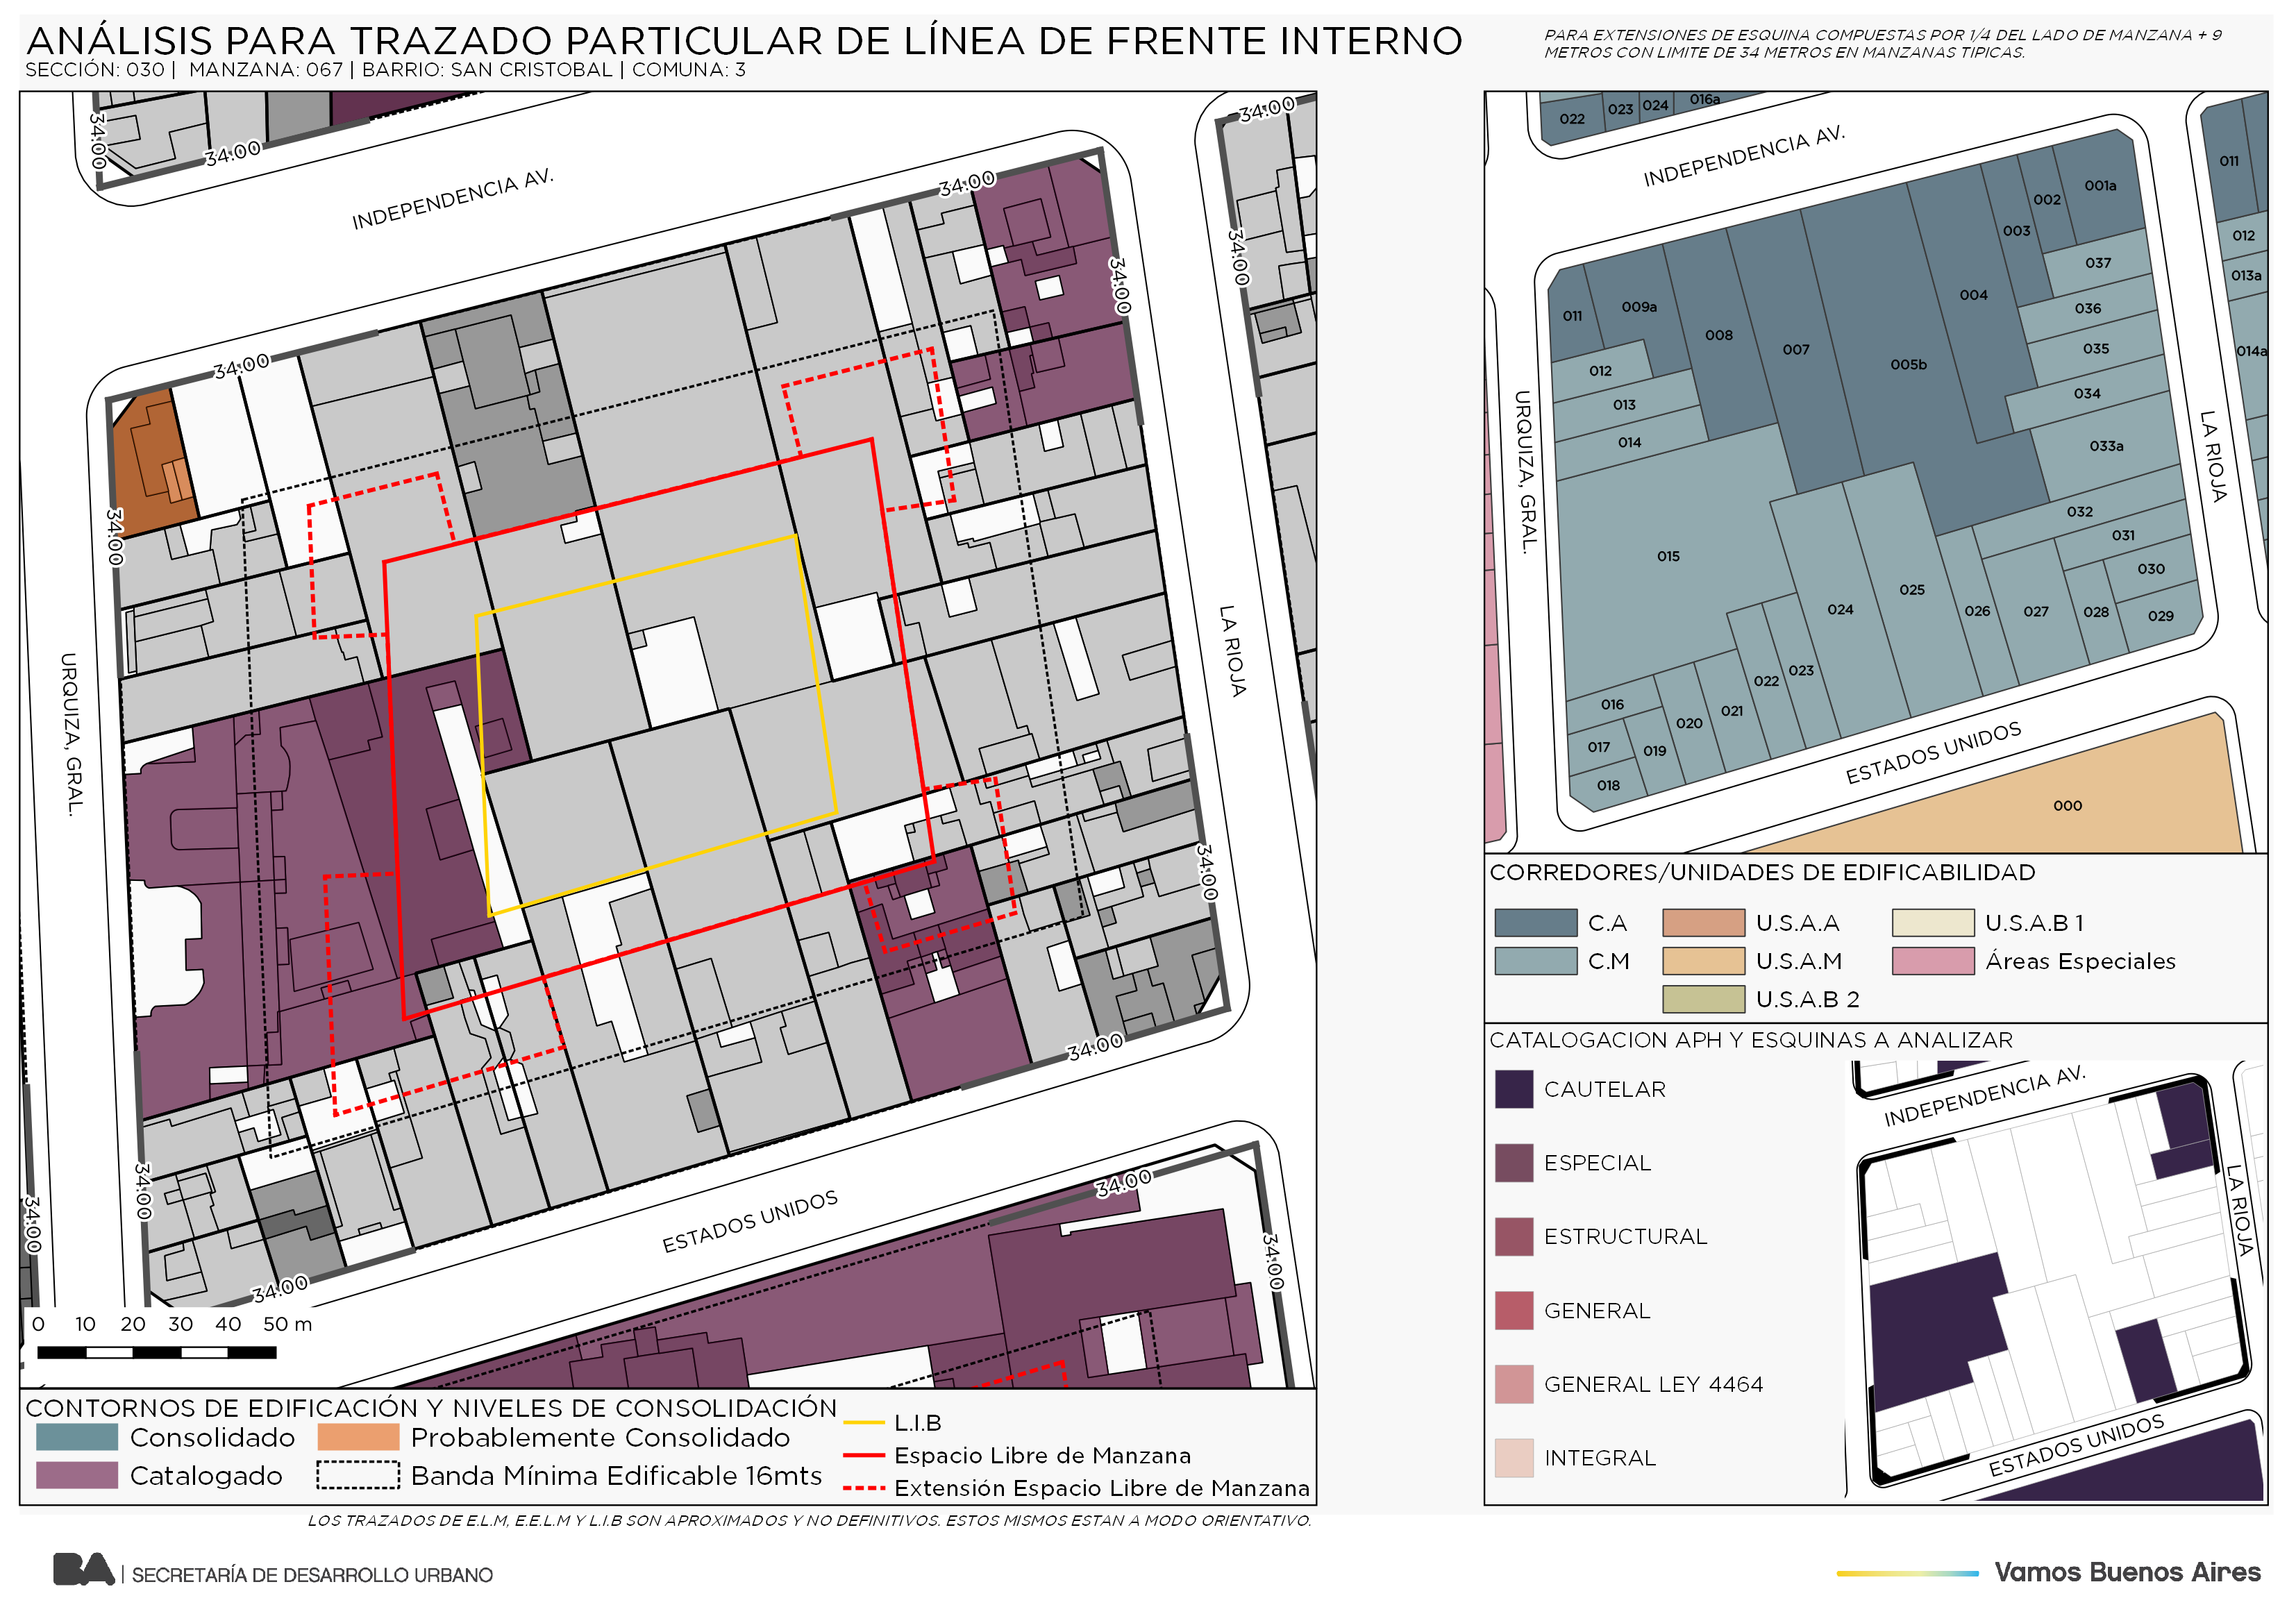 ANÁLISIS PARA TRAZADO PARTICULAR DE LÍNEA DE FRENTE INTERNO
SECCIÓN: 030 | MANZANA: 067 | BARRIO: SAN CRISTOBAL | COMUNA: 3
PARA EXTENSIONES DE ESQUINA COMPUESTAS POR 1/4 DEL LADO DE MANZANA + 9
METROS CON LIMITE DE 34 METROS EN MANZANAS TIPICAS.
34.00
34.00
INDEPENDENCIA AV.
34.00
34.00
34.00
34.00
34.00
34.00
URQUIZA, GRAL.
LA RIOJA
34.00
34.00
34.00
34.00
34.00
ESTADOS UNIDOS
34.00
34.00
0 10 20 30 40 50 m
CONTORNOS DE EDIFICACIÓN Y NIVELES DE CONSOLIDACIÓN
Consolidado
Probablemente Consolidado
Catalogado
Banda Mínima Edificable 16mts
L.I.B
Espacio Libre de Manzana
Extensión Espacio Libre de Manzana
022
023
024
016a
INDEPENDENCIA AV.
011
012
013a
014a
001a
002
003
004
005b
007
008
009a
011
012
013
014
015
016
017
018
019
020
021
022
023
024
025
026
027
028
029
030
031
032
033a
034
035
036
037
URQUIZA, GRAL.
LA RIOJA
ESTADOS UNIDOS
000
CORREDORES/UNIDADES DE EDIFICABILIDAD
C.A
U.S.A.A
U.S.A.B 1
C.M
U.S.A.M
Áreas Especiales
U.S.A.B 2
CATALOGACION APH Y ESQUINAS A ANALIZAR
CAUTELAR
ESPECIAL
ESTRUCTURAL
GENERAL
GENERAL LEY 4464
INTEGRAL
INDEPENDENCIA AV.
LA RIOJA
ESTADOS UNIDOS
LOS TRAZADOS DE E.L.M, E.E.L.M Y L.I.B SON APROXIMADOS Y NO DEFINITIVOS. ESTOS MISMOS ESTAN A MODO ORIENTATIVO.
BA | SECRETARÍA DE DESARROLLO URBANO
Vamos Buenos Aires